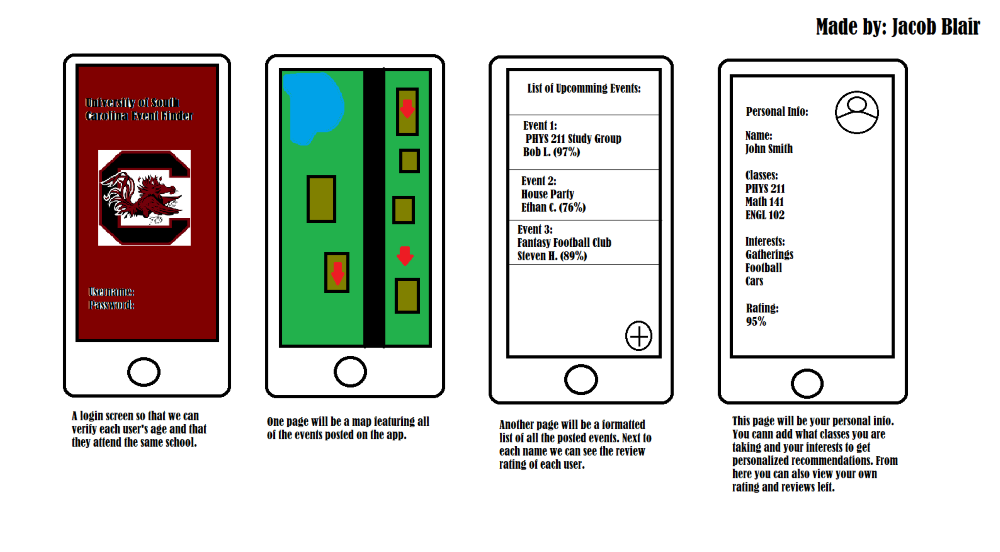 Made by: Jacob Blair
University of South
Carolina Event Finder
Username:
Password:
A login screen so that we can
verify each user's age and that
they attend the same school.
One page will be a map featuring all
of the events posted on the app.
List of Upcomming Events:
Event 1:
PHYS 211 Study Group
Bob L. (97%)
Event 2:
House Party
Ethan C. (76%)
Event 3:
Fantasy Football Club
Steven H. (89%)
Another page will be a formatted
list of all the posted events. Next to
each name we can see the review
rating of each user.
Personal Info:
Name:
John Smith
Classes:
PHYS 211
Math 141
ENGL 102
Interests:
Gatherings
Football
Cars
Rating:
95%
This page will be your personal info.
You cann add what classes you are
taking and your interests to get
personalized recommendations. From
here you can also view your own
rating and reviews left.